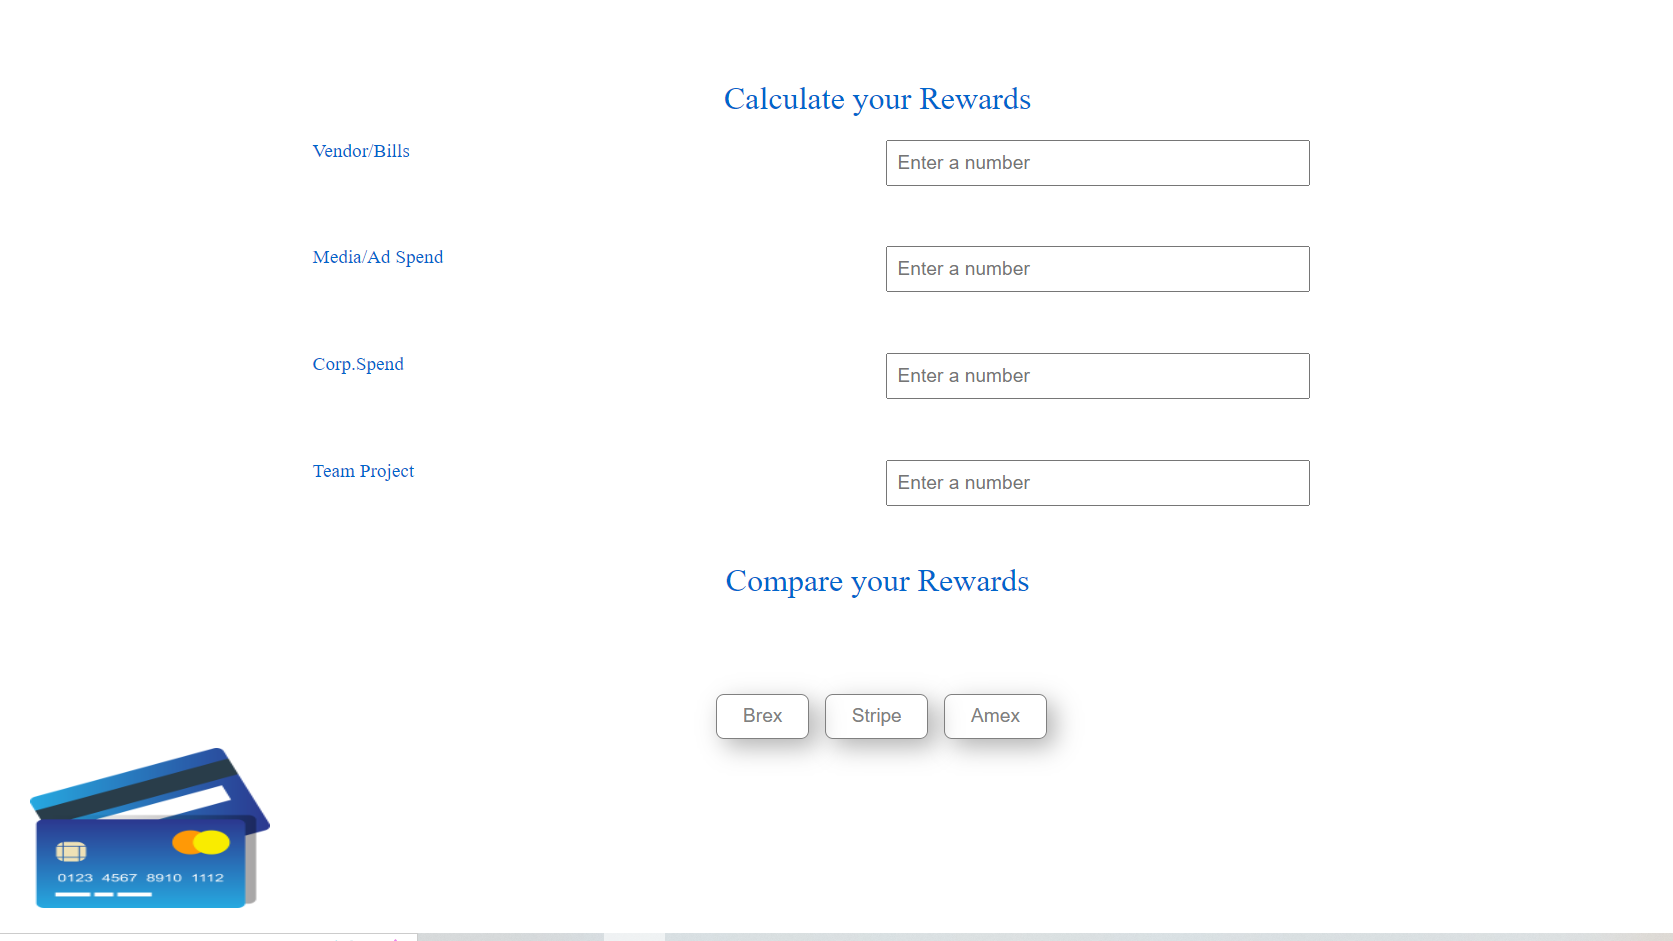 Calculate your Rewards
Vendor/Bills
Enter a number
Media/Ad Spend
Enter a number
Corp.Spend
Enter a number
Team Project
Enter a number
Compare your Rewards
Brex
Stripe
Amex
0123 4567 8910 1112